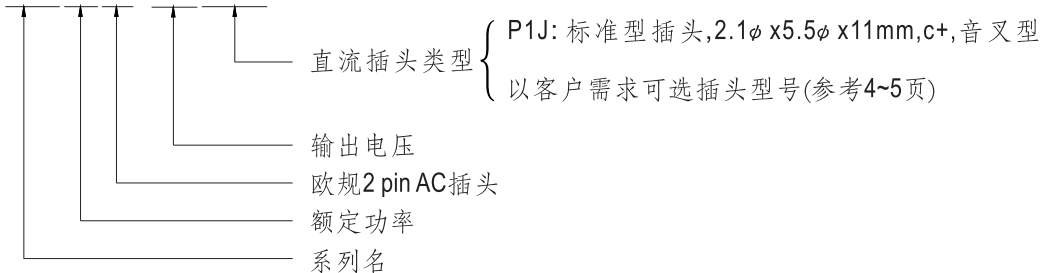 直流插头类型
P1J: 标准型插头,2.1ø x5.5ø x11mm,c+,音叉型
以客户需求可选插头型号(参考4~5页)
输出电压
欧规2 pin AC插头
额定功率
系列名